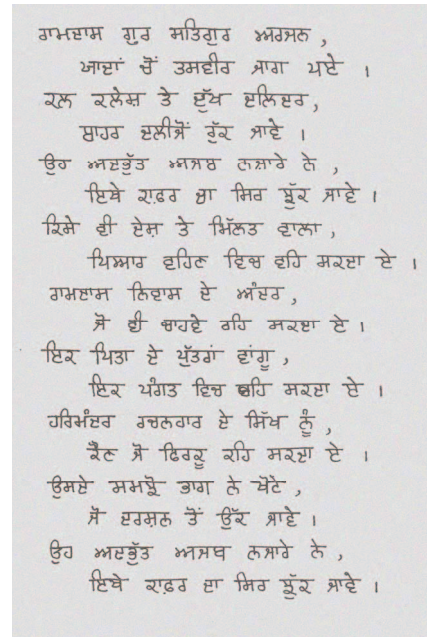 ਰਾਮਦਾਸ ਗੁਰ ਸਤਿਗੁਰ ਅਰਜਨ ,
ਯਾਦਾਂ ਚੋਂ ਤਸਵੀਰ ਜਾਗ ਪਏ ।
ਕਲ ਕਲੇਸ਼ ਤੇ ਦੁੱਖ ਦਲਿਦਰ,
ਬਾਹਰ ਦਲੀਜੋਂ ਰੁੱਕ ਜਾਵੇ ।
ਉਹ ਅਦਭੁੱਤ ਅਜਬ ਨਜ਼ਾਰੇ ਨੇ ,
ਇਥੇ ਕਾਫ਼ਰ ਦਾ ਸਿਰ ਝੁੱਕ ਜਾਵੇ ।
ਕਿਸੇ ਵੀ ਦੇਸ਼ ਤੇ ਮਿੱਲਤ ਵਾਲਾ ,
ਪਿਆਰ ਵਹਿਣ ਵਿਚ ਵਹਿ ਸਕਦਾ ਏ ।
ਰਾਮਦਾਸ ਨਿਵਾਸ ਦੇ ਅੰਦਰ ,
ਜੋ ਵੀ ਚਾਹਵੇ ਰਹਿ ਸਕਦਾ ਏ ।
ਇਕ ਪਿਤਾ ਦੇ ਪੁੱਤਰਾਂ ਵਾਂਗੂ ,
ਇਕ ਪੰਗਤ ਵਿਚ ਬਹਿ ਸਕਦਾ ਏ ।
ਹਰਿਮੰਦਰ ਰਚਨਹਾਰ ਦੇ ਸਿੱਖ ਨੂੰ ,
ਕੌਣ ਜੋ ਫਿਰਕੂ ਕਹਿ ਸਕਦਾ ਏ ।
ਉਸਦੇ ਸਮਝੋ ਭਾਗ ਨੇ ਖੋਟੇ ,
ਜੋ ਦਰਸ਼ਨ ਤੋਂ ਉੱਕ ਜਾਵੇ ।
ਉਹ ਅਦਭੁੱਤ ਅਜਬ ਨਜ਼ਾਰੇ ਨੇ ,
ਇਥੇ ਕਾਫ਼ਰ ਦਾ ਸਿਰ ਝੁੱਕ ਜਾਵੇ ।